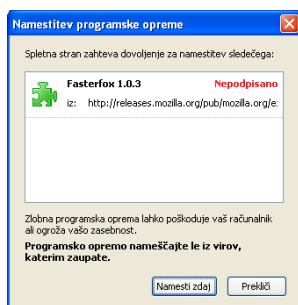 Namestitev programske opreme
Spletna stran zahteva dovoljenje za namestitev sledečega:
Fasterfox 1.0.3 Nepodpisano
iz: http://releases.mozilla.org/pub/mozilla.org/e:
Zlobna programska oprema lahko poškoduje vaš računalnik
ali ogroža vašo zasebnost.
Programsko opremo nameščajte le iz virov,
katerim zaupate.
Namesti zdaj Prekliči